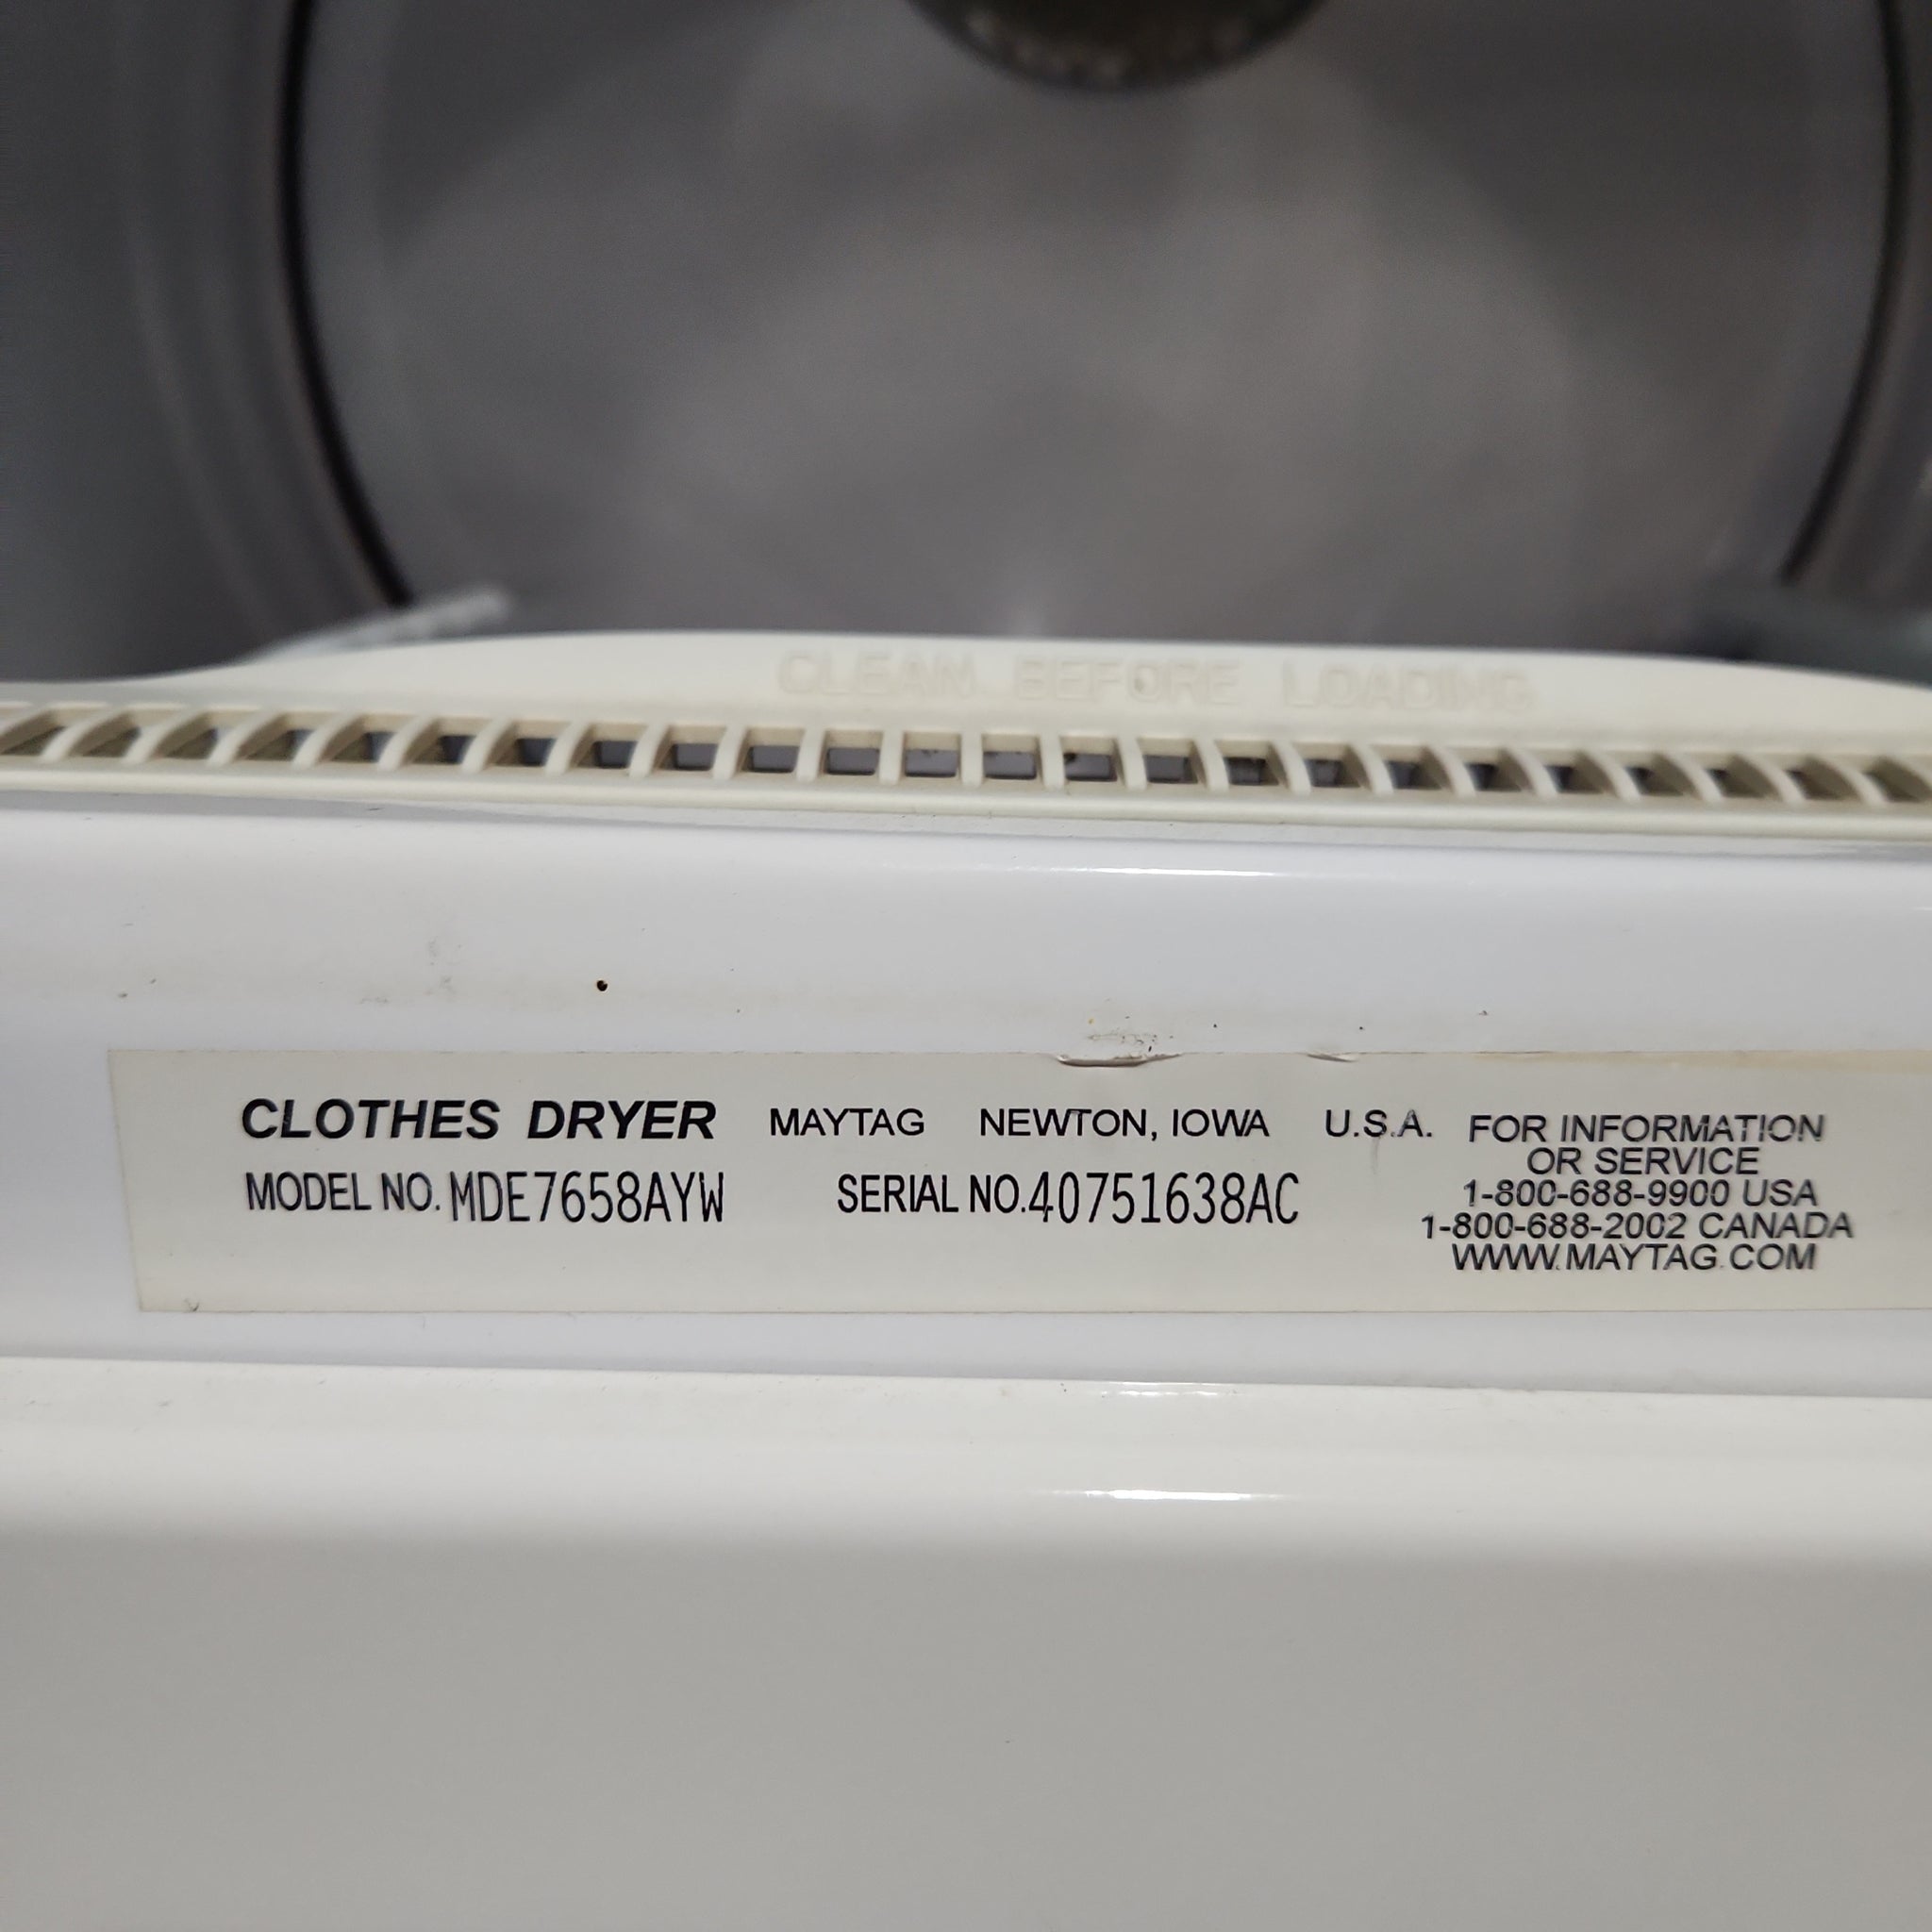 CLEAN BEFORE LOADING
CLOTHES DRYER MAYTAG NEWTON, IOWA U.S.A.
MODEL NO. MDE7658AYW SERIAL NO. 40751638AC
FOR INFORMATION
OR SERVICE
1-800-688-9900 USA
1-800-688-2002 CANADA
WWW.MAYTAG.COM